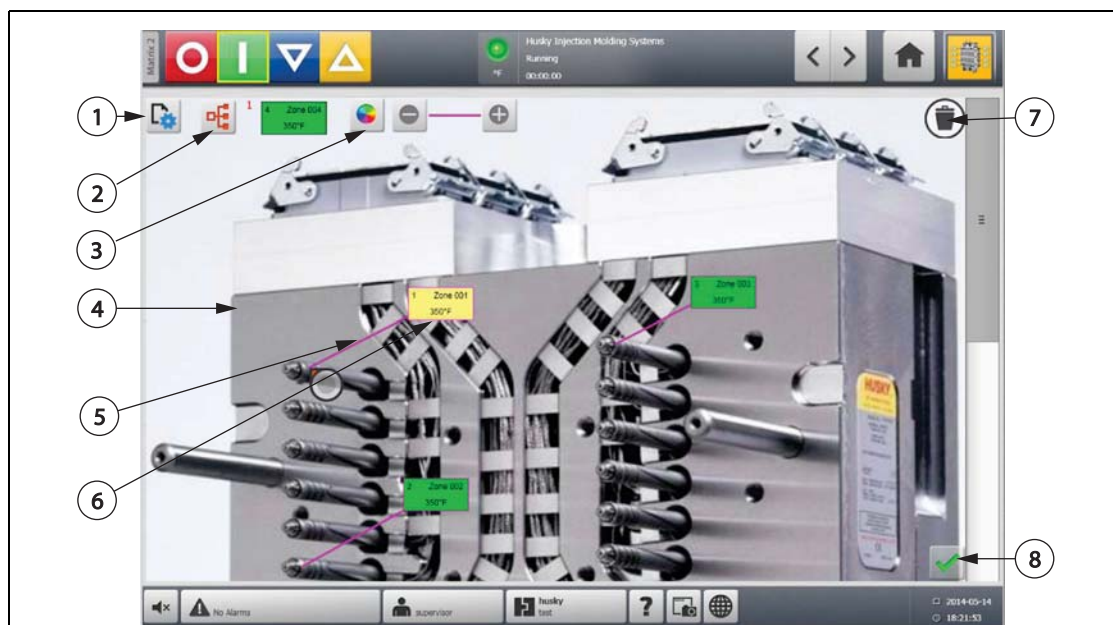 Matrix 2
Husky Injection Molding Systems
Running
00:00:00
°F
1
2
3
4
5
6
7
8
1
4 Zone 004
350°F
1 Zone 001
350°F
3 Zone 003
350°F
2 Zone 002
350°F
HUSKY
No Alarms
supervisor
husky
test
?
2014-05-14
18:21:53